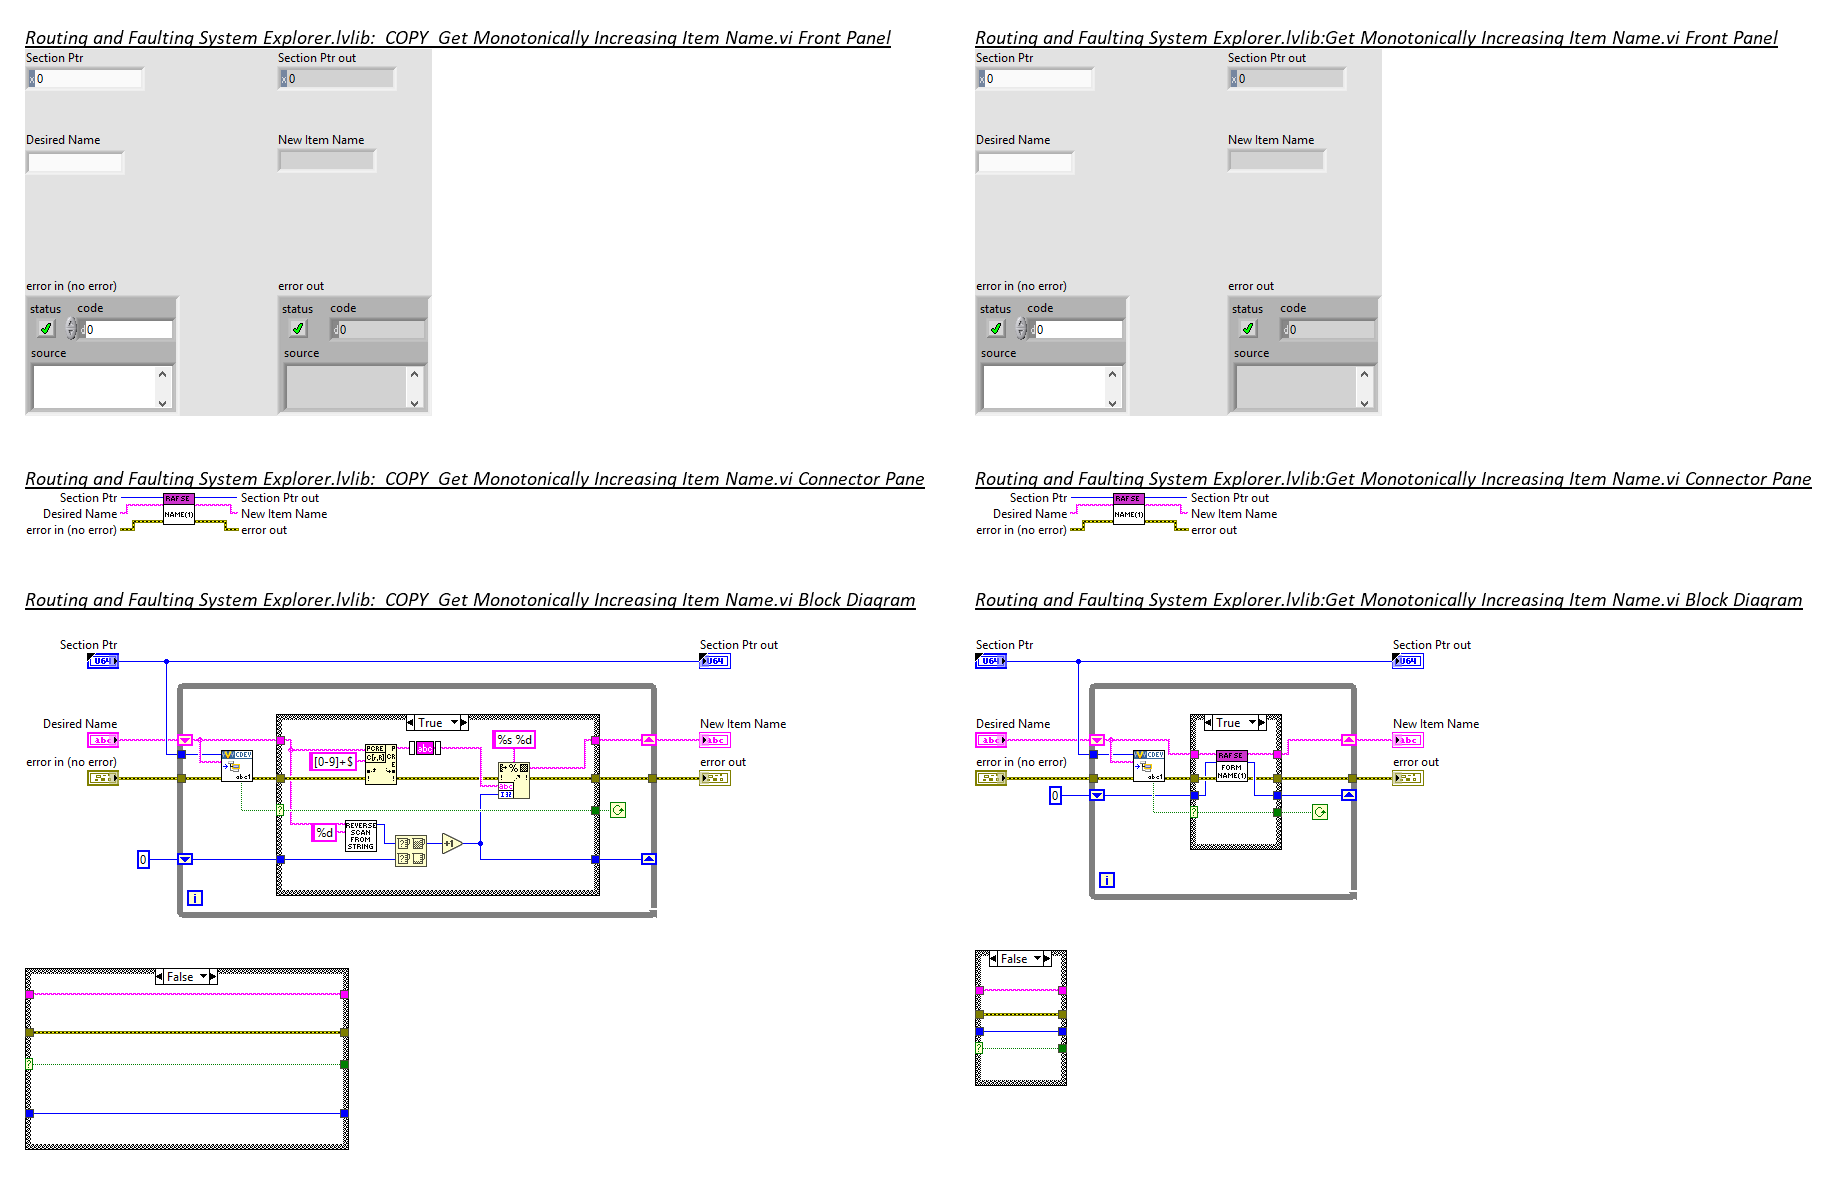 Routing and Faulting System Explorer.lvlib:  COPY  Get Monotonically Increasing Item Name.vi Front Panel
Section Ptr
Section Ptr out
x 0
x 0
Desired Name
New Item Name
error in (no error)
error out
status
code
status
code
d 0
d 0
source
source
Routing and Faulting System Explorer.lvlib:Get Monotonically Increasing Item Name.vi Front Panel
Section Ptr
Section Ptr out
x 0
x 0
Desired Name
New Item Name
error in (no error)
error out
status
code
status
code
d 0
d 0
source
source
Routing and Faulting System Explorer.lvlib:  COPY  Get Monotonically Increasing Item Name.vi Connector Pane
Section Ptr
RAFSE
Section Ptr out
Desired Name
NAME(1)
New Item Name
error in (no error)
error out
Routing and Faulting System Explorer.lvlib:Get Monotonically Increasing Item Name.vi Connector Pane
Section Ptr
RAFSE
Section Ptr out
Desired Name
NAME(1)
New Item Name
error in (no error)
error out
Routing and Faulting System Explorer.lvlib:  COPY  Get Monotonically Increasing Item Name.vi Block Diagram
Section Ptr
Section Ptr out
U64
U64
Desired Name
True
New Item Name
abc
%s %d
abc
CDEV
abc1
PCRE
[0-9]+$
abc
error in (no error)
error out
%
abc
I32
?
%d
REVERSE
SCAN
FROM
STRING
+1
0
i
False
?
Routing and Faulting System Explorer.lvlib:Get Monotonically Increasing Item Name.vi Block Diagram
Section Ptr
Section Ptr out
U64
U64
Desired Name
True
New Item Name
abc
abc
CDEV
abc1
RAFSE
FORM
NAME(1)
error in (no error)
error out
0
?
i
False
?